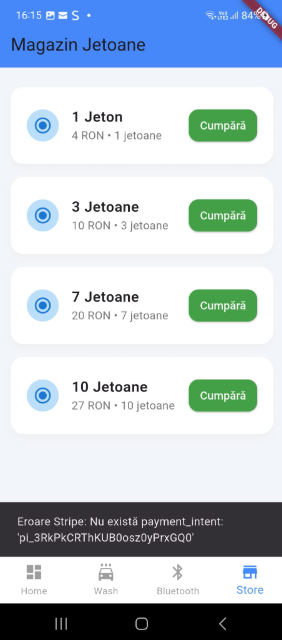 16:15
84%
DEBUG
Magazin Jetoane
1 Jeton
4 RON • 1 jetoane
Cumpără
3 Jetoane
10 RON • 3 jetoane
Cumpără
7 Jetoane
20 RON • 7 jetoane
Cumpără
10 Jetoane
27 RON • 10 jetoane
Cumpără
Eroare Stripe: Nu există payment_intent:
'pi_3RkPkCRThKUB0osz0yPrxGQ0'
Home
Wash
Bluetooth
Store